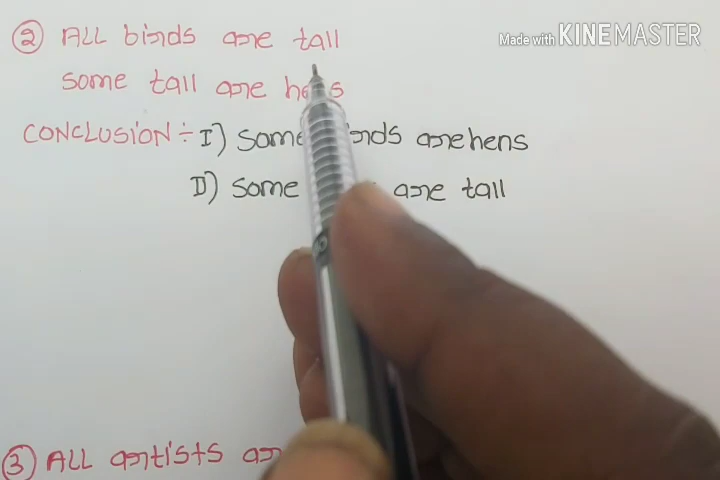 Made with KINEMASTER
② ALL birds are tall
some tall are hens
CONCLUSION ÷ I) some birds are hens
II) some are tall
③ ALL artists